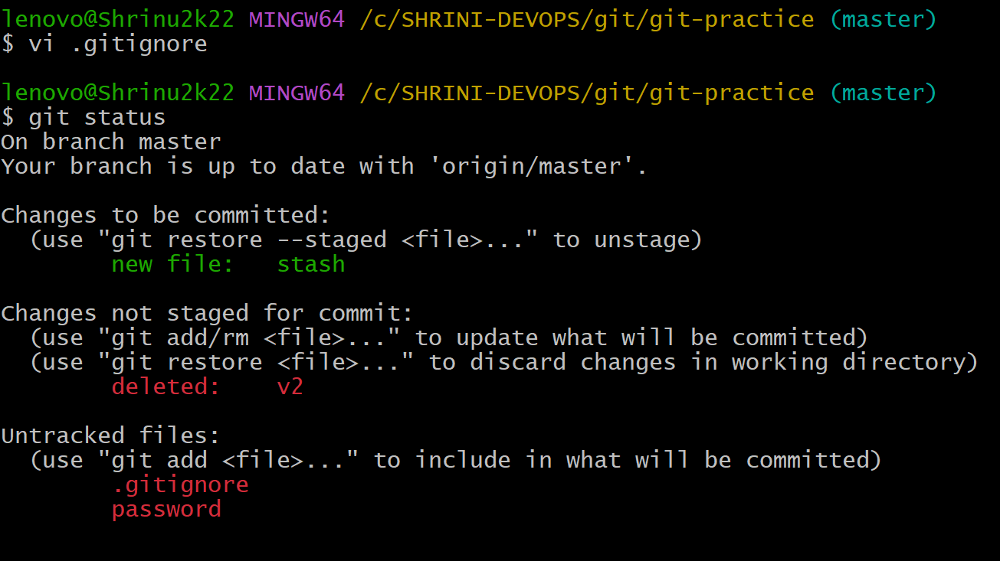 lenovo@Shrinu2k22 MINGW64 /c/SHRINI-DEVOPS/git/git-practice (master)
$ vi .gitignore
lenovo@Shrinu2k22 MINGW64 /c/SHRINI-DEVOPS/git/git-practice (master)
$ git status
On branch master
Your branch is up to date with 'origin/master'.
Changes to be committed:
  (use "git restore --staged <file>..." to unstage)
        new file:   stash
Changes not staged for commit:
  (use "git add/rm <file>..." to update what will be committed)
  (use "git restore <file>..." to discard changes in working directory)
        deleted:    v2
Untracked files:
  (use "git add <file>..." to include in what will be committed)
        .gitignore
        password